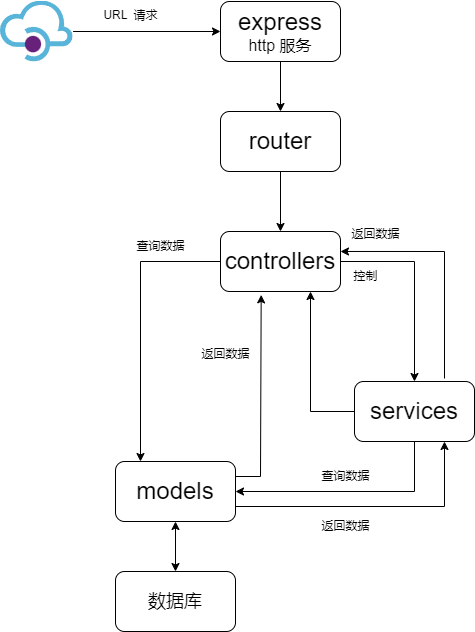 URL 请求
express
http 服务
router
返回数据
查询数据
controllers
控制
返回数据
services
查询数据
models
返回数据
数据库